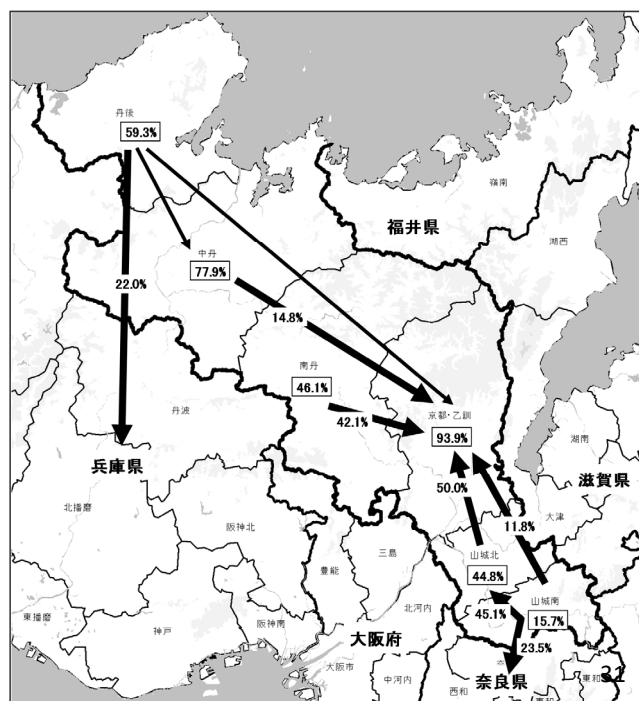 丹後
59.3%
嶺南
福井県
湖西
中丹
77.9%
22.0%
14.8%
南丹
46.1%
42.1%
京都・乙訓
93.9%
丹波
兵庫県
湖南
滋賀県
50.0%
11.8%
大津
北播磨
阪神北
三島
豊能
山城北
44.8%
山城南
15.7%
45.1%
北河内
23.5%
東播磨
神戸
阪神南
大阪府
大阪市
中河内
西和
奈良県
31
東和